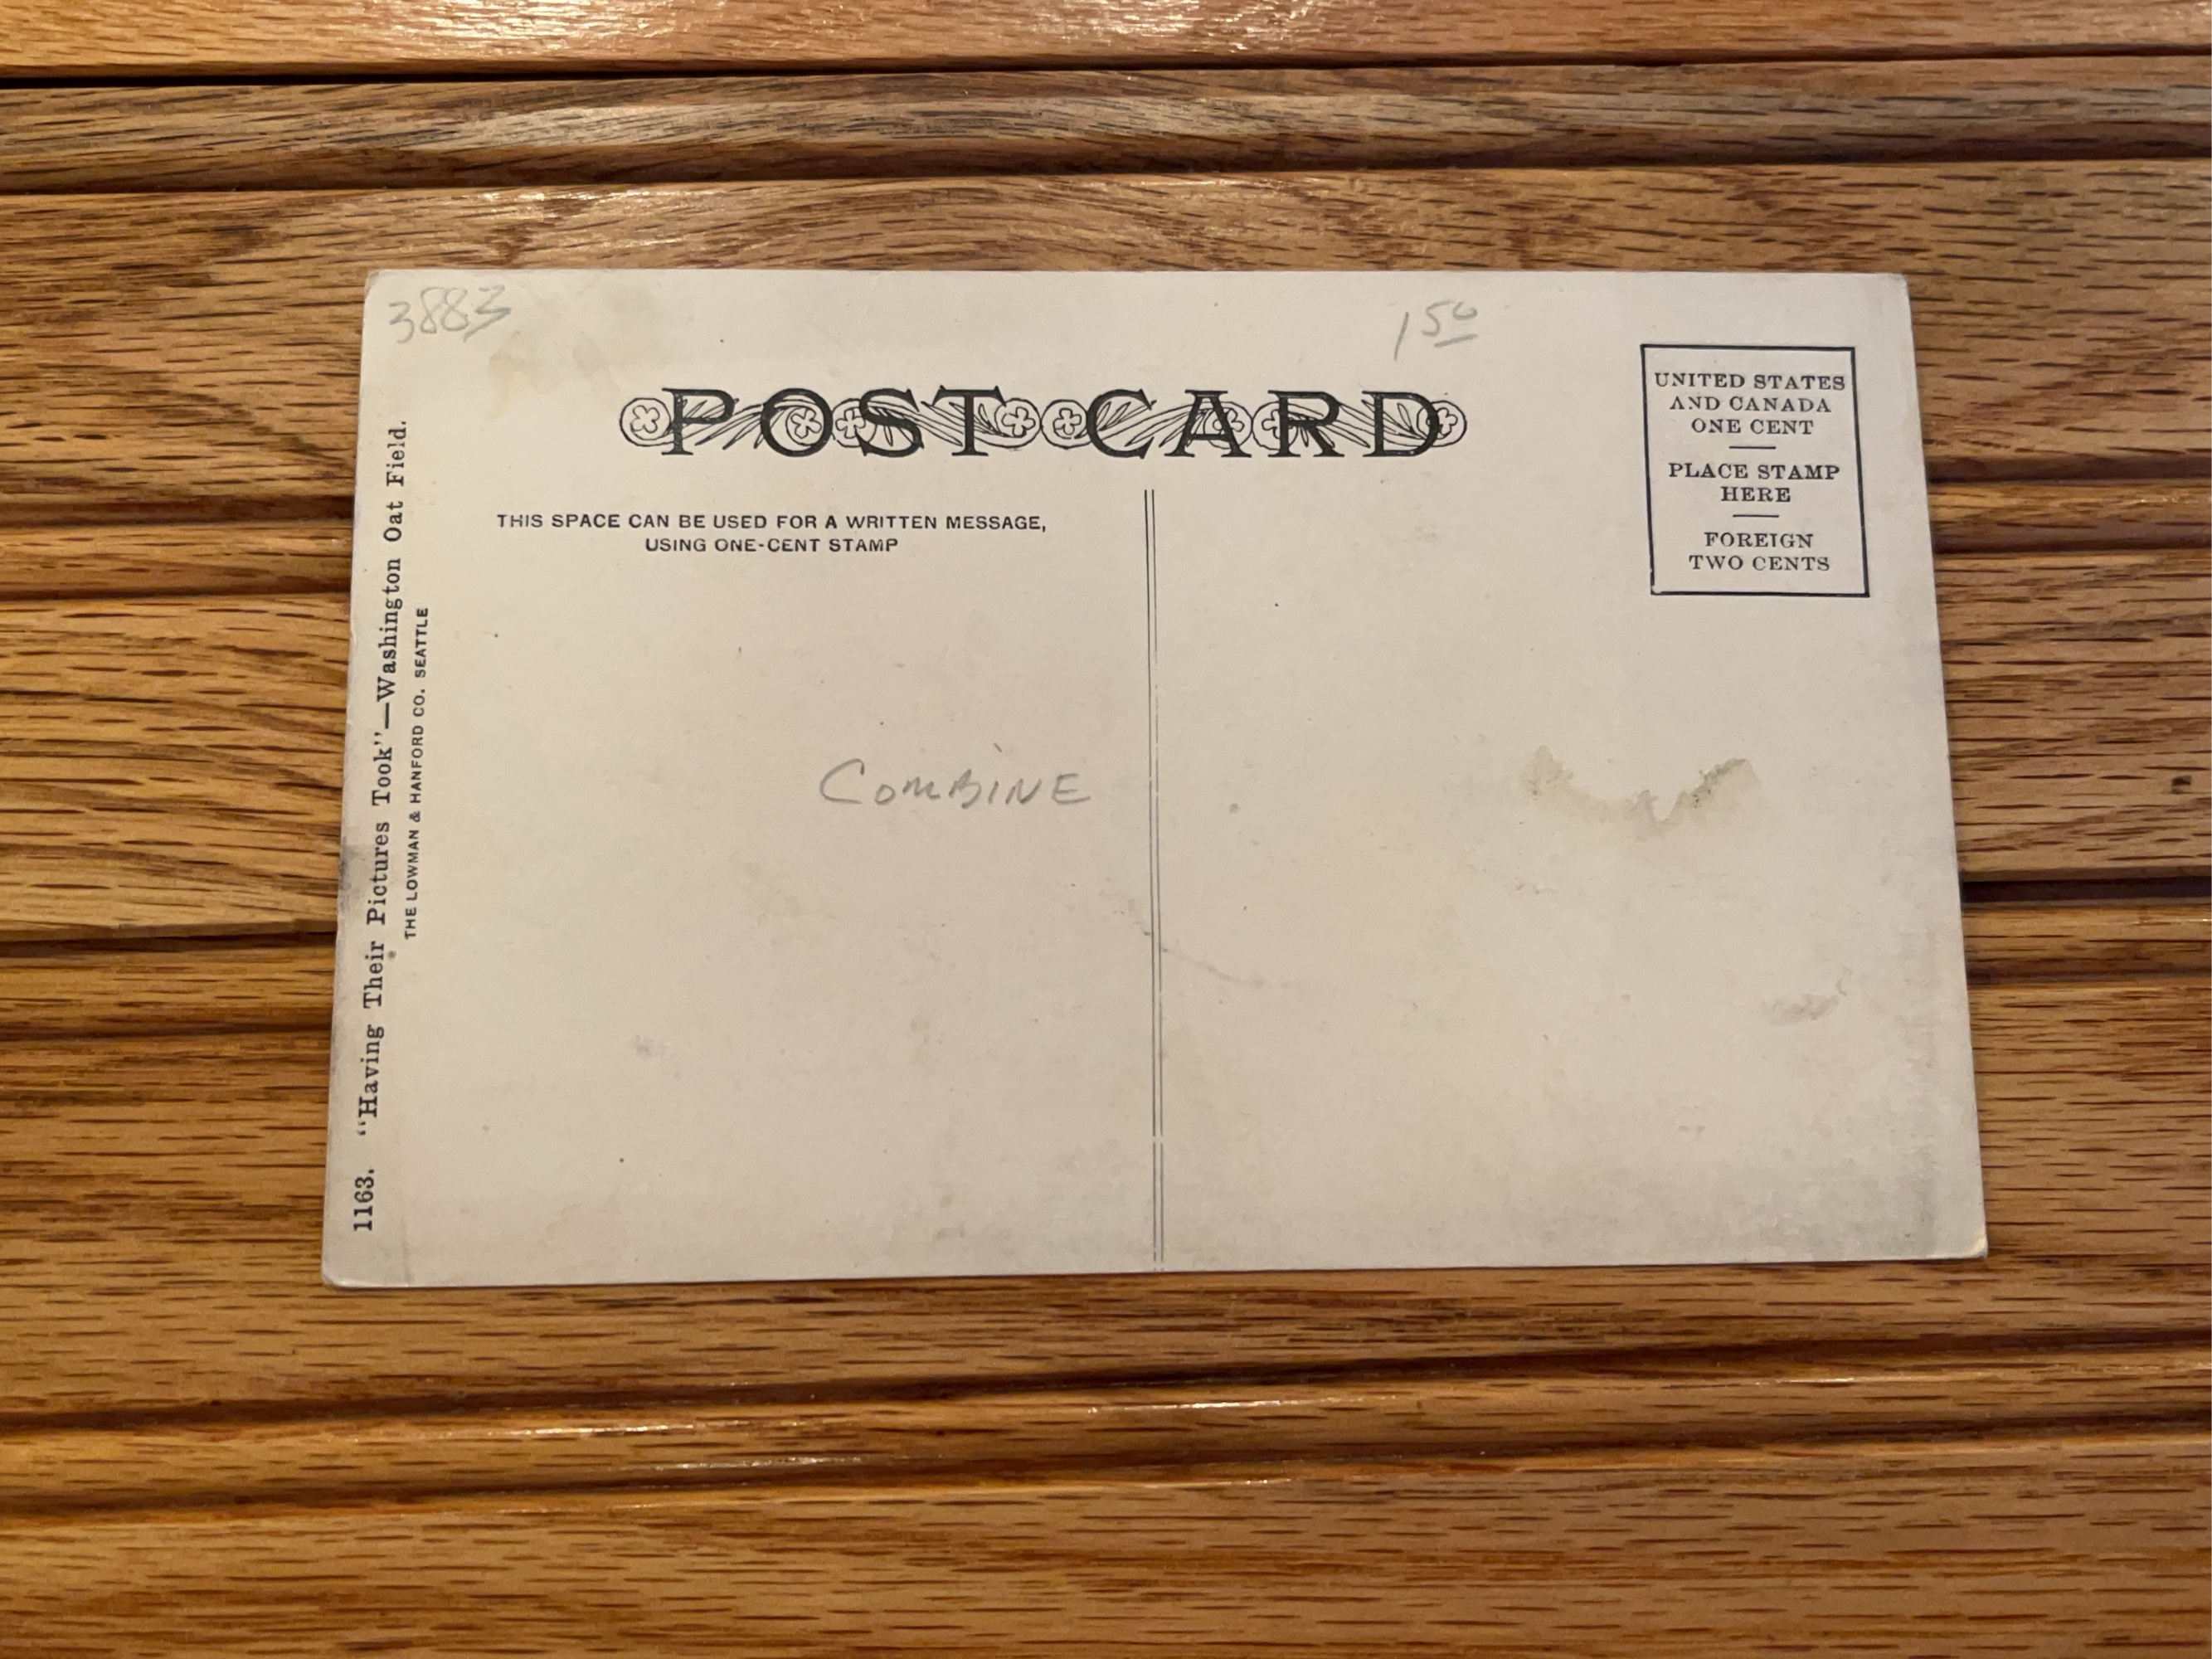 3883
1 50
POST CARD
UNITED STATES
AND CANADA
ONE CENT
PLACE STAMP
HERE
FOREIGN
TWO CENTS
THIS SPACE CAN BE USED FOR A WRITTEN MESSAGE,
USING ONE-CENT STAMP
COMBINE
1163. "Having Their Pictures Took"—Washington Oat Field.
THE LOWMAN & HANFORD CO. SEATTLE